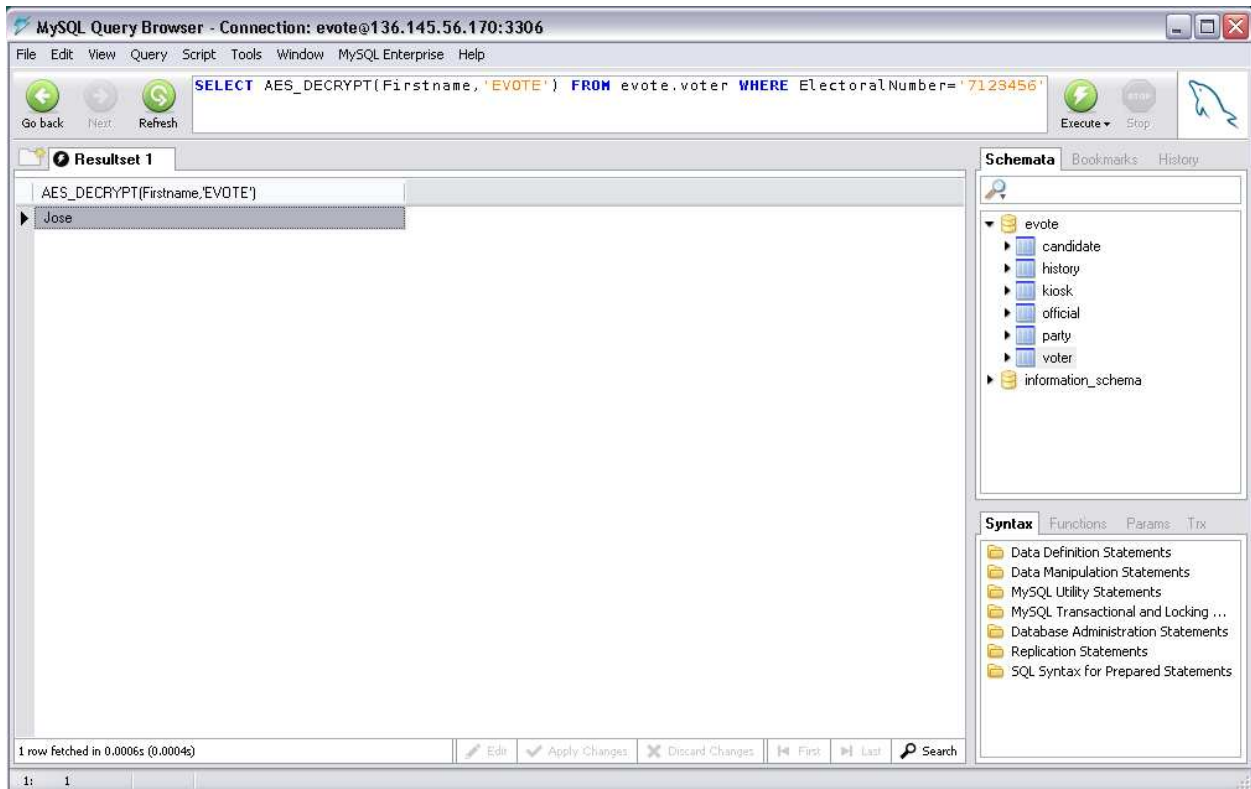 MySQL Query Browser - Connection: evote@136.145.56.170:3306
File Edit View Query Script Tools Window MySQL Enterprise Help
SELECT AES_DECRYPT(Firstname,'EVOTE') FROM evote.voter WHERE ElectoralNumber='7123456'
Go back Next Refresh
Execute STOP Stop
Resultset 1
AES_DECRYPT(Firstname,'EVOTE')
Jose
Schemata Bookmarks History
evote
candidate
history
kiosk
official
party
voter
information_schema
Syntax Functions Params Trx
Data Definition Statements
Data Manipulation Statements
MySQL Utility Statements
MySQL Transactional and Locking ...
Database Administration Statements
Replication Statements
SQL Syntax for Prepared Statements
1 row fetched in 0.0006s (0.0004s)
Edit Apply Changes Discard Changes First Last Search
1: 1